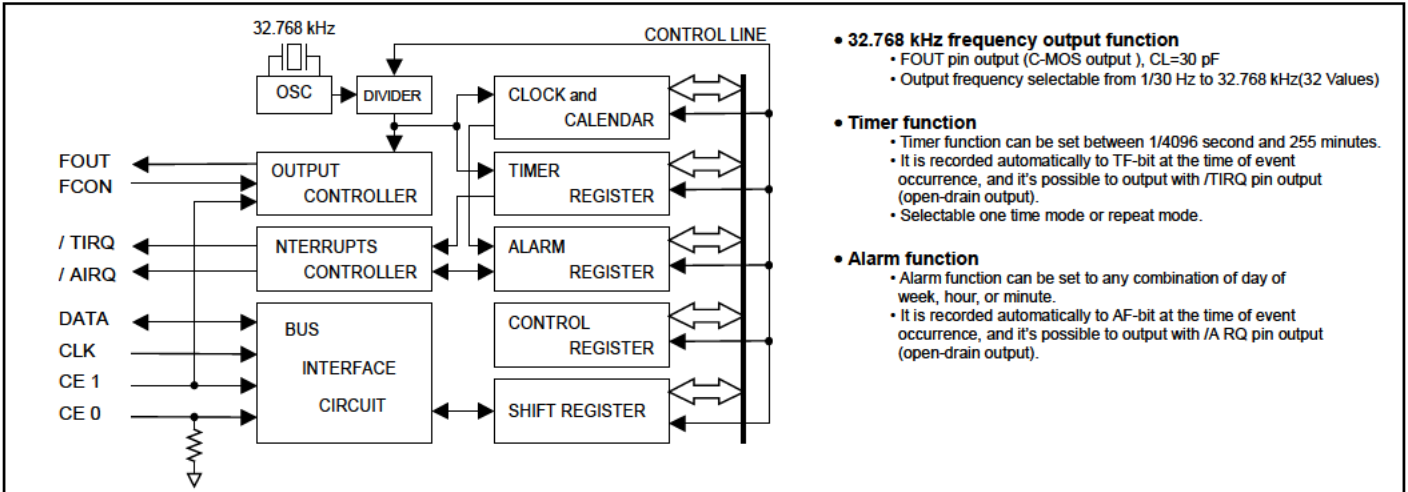 32.768 kHz
CONTROL LINE
OSC
DIVIDER
CLOCK and
CALENDAR
FOUT
FCON
OUTPUT
CONTROLLER
TIMER
REGISTER
/ TIRQ
/ AIRQ
NTERRUPTS
CONTROLLER
ALARM
REGISTER
DATA
CLK
CE 1
CE 0
BUS
INTERFACE
CIRCUIT
CONTROL
REGISTER
SHIFT REGISTER
• 32.768 kHz frequency output function
• FOUT pin output (C-MOS output ), CL=30 pF
• Output frequency selectable from 1/30 Hz to 32.768 kHz(32 Values)
• Timer function
• Timer function can be set between 1/4096 second and 255 minutes.
• It is recorded automatically to TF-bit at the time of event
occurrence, and it's possible to output with /TIRQ pin output
(open-drain output).
• Selectable one time mode or repeat mode.
• Alarm function
• Alarm function can be set to any combination of day of
week, hour, or minute.
• It is recorded automatically to AF-bit at the time of event
occurrence, and it's possible to output with /A RQ pin output
(open-drain output).